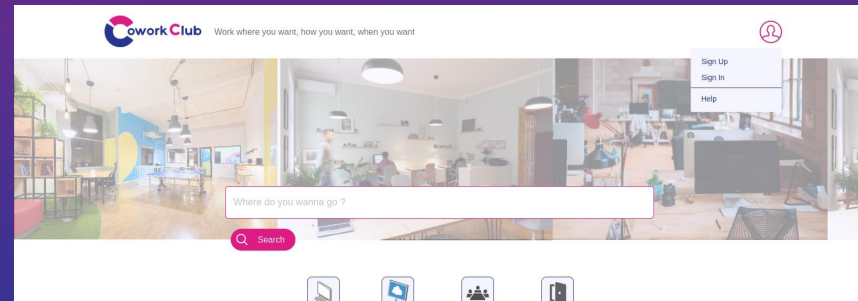 Cowork Club
Work where you want, how you want, when you want
Sign Up
Sign In
Help
Where do you wanna go ?
Search